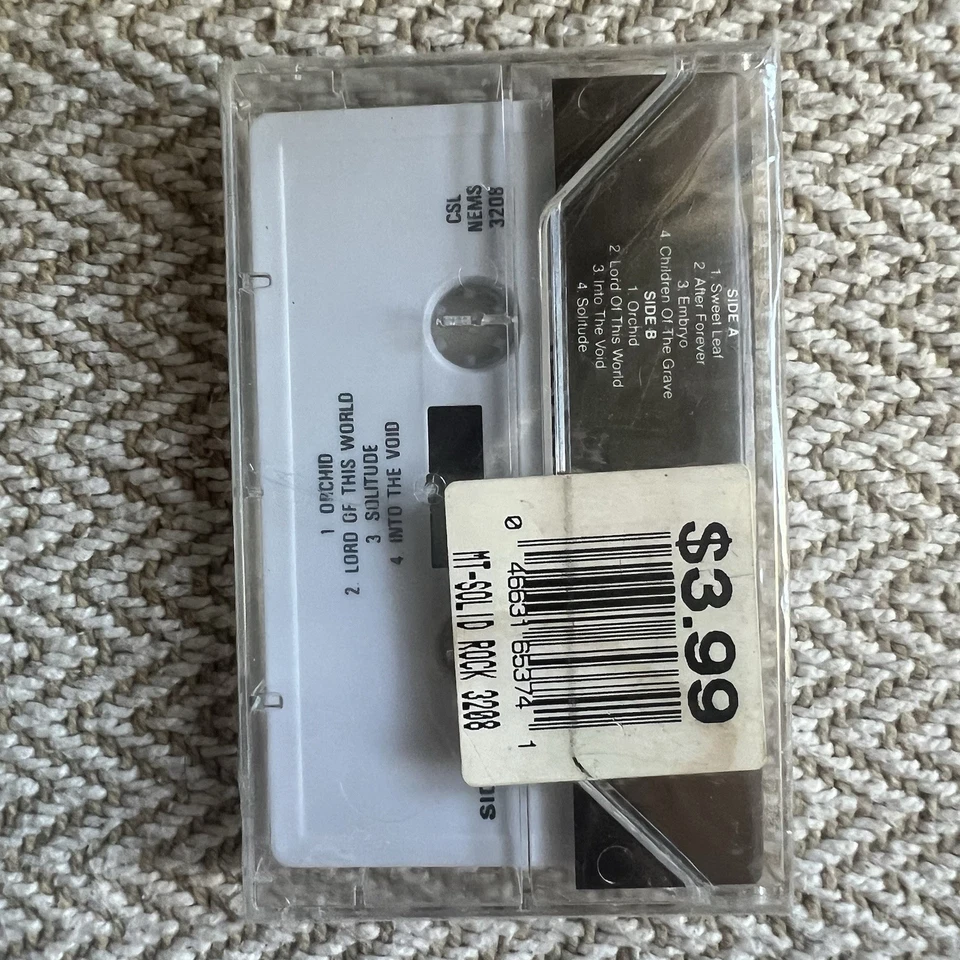 SIDE A
1. Sweet Leaf
2. After Forever
3. Embryo
4. Children Of The Grave
SIDE B
1. Orchid
2. Lord Of This World
3. Into The Void
4. Solitude
$3.99
0 46631 65374 1
MT-SOLID ROCK 3208
CSL
NEMS
3208
1 ORCHID
2. LORD OF THIS WORLD
3 SOLITUDE
4 INTO THE VOID